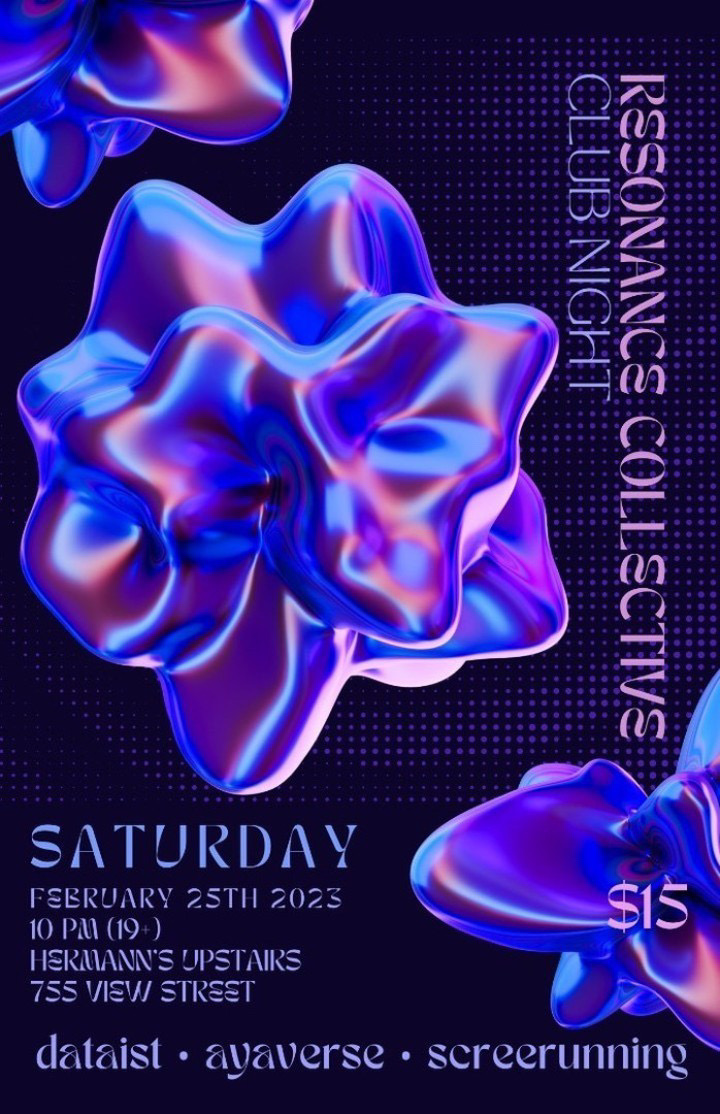 RESONANCE COLLECTIVE
CLUB NIGHT
SATURDAY
FEBRUARY 25TH 2023
10 PM (19+)
HERMANN'S UPSTAIRS
755 VIEW STREET
$15
dataist • ayaverse • screerunning